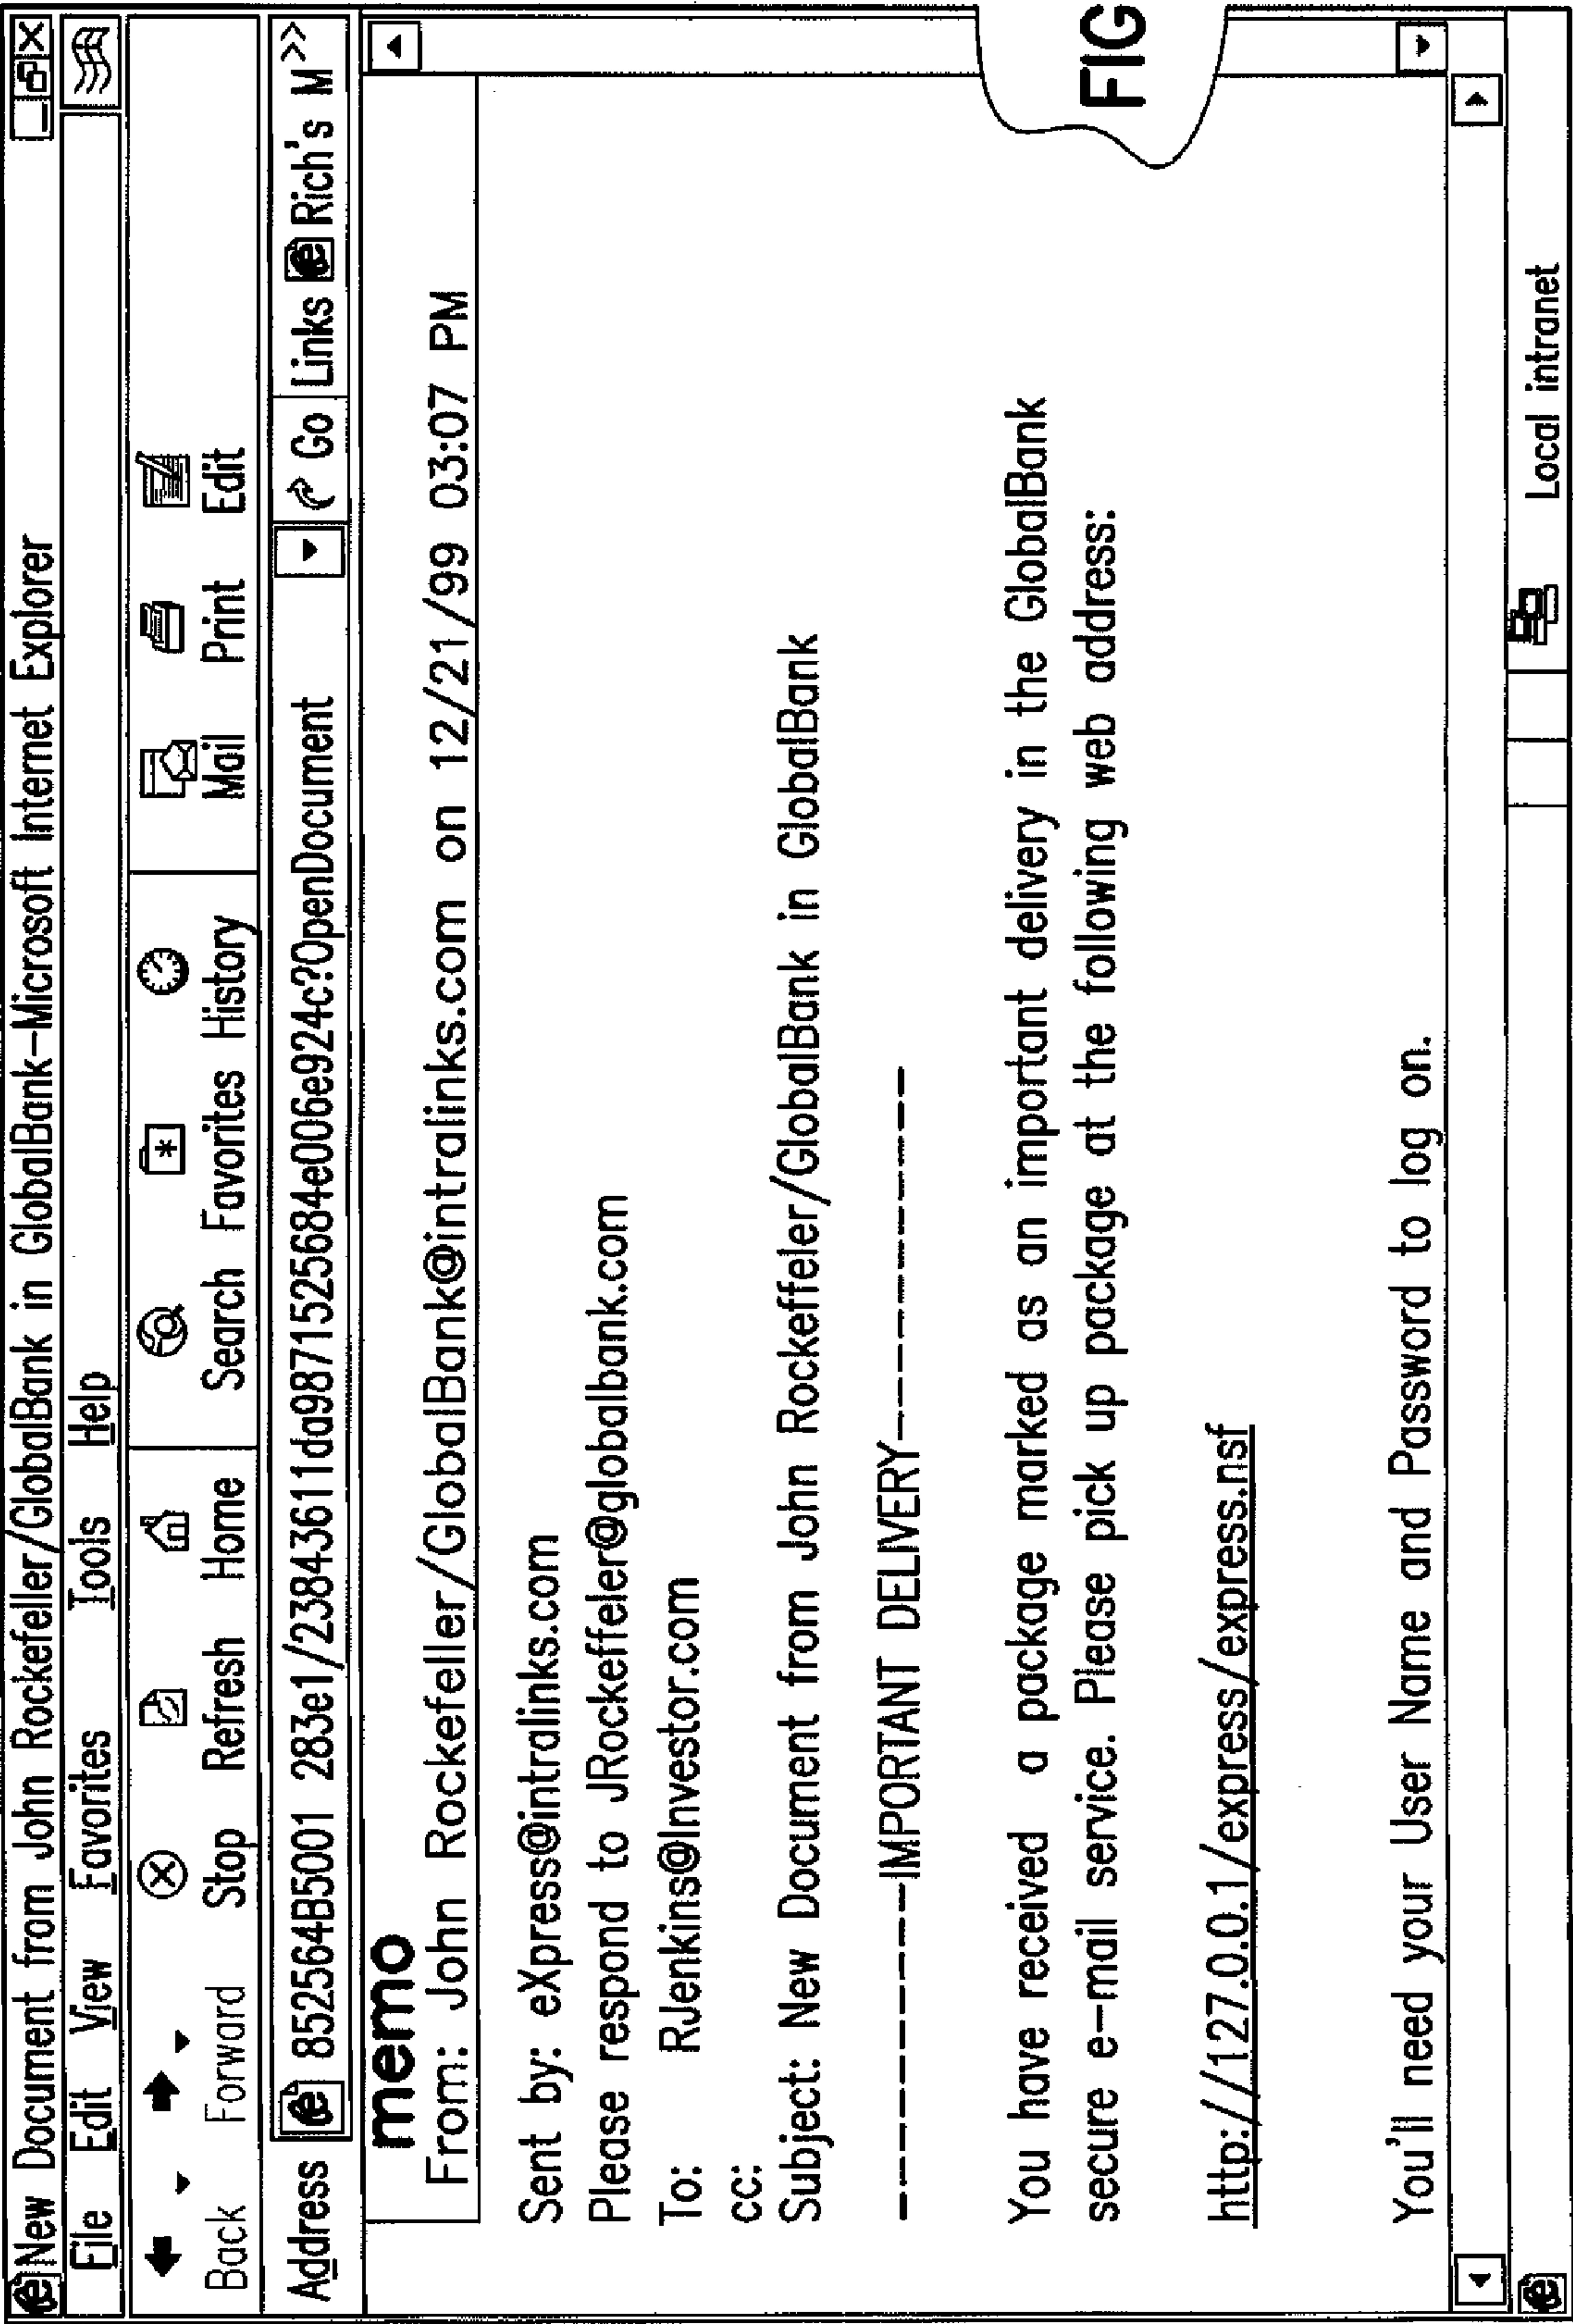 New Document from John Rockefeller/GlobalBank in GlobalBank-Microsoft Internet Explorer
File Edit View Favorites Tools Help
Back Forward Stop Refresh Home Search Favorites History Mail Print Edit
Address 852564B5001 283e1/23843611da9871525684e006e924c?OpenDocument Go Links Rich's M >>
memo
From: John Rockefeller/GlobalBank@intralinks.com on 12/21/99 03:07 PM
Sent by: eXpress@intralinks.com
Please respond to JRockeffeler@globalbank.com
To: RJenkins@Investor.com
cc:
Subject: New Document from John Rockeffeler/GlobalBank in GlobalBank
----------IMPORTANT DELIVERY------------------
You have received a package marked as an important delivery in the GlobalBank
secure e-mail service. Please pick up package at the following web address:
http://127.0.0.1/express/express.nsf
You'll need your User Name and Password to log on.
Local intranet
FIG